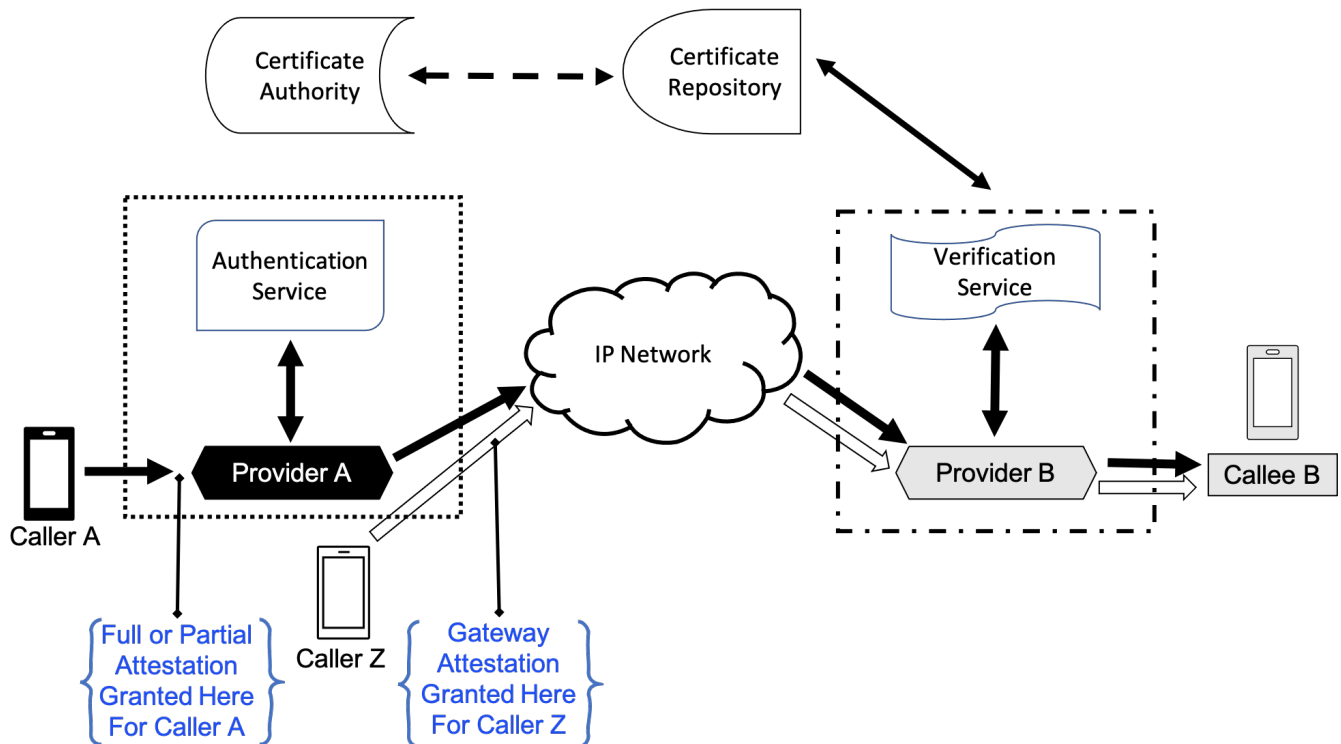 Certificate
Authority
Certificate
Repository
Authentication
Service
Verification
Service
IP Network
Provider A
Provider B
Callee B
Caller A
Caller Z
Full or Partial
Attestation
Granted Here
For Caller A
Gateway
Attestation
Granted Here
For Caller Z